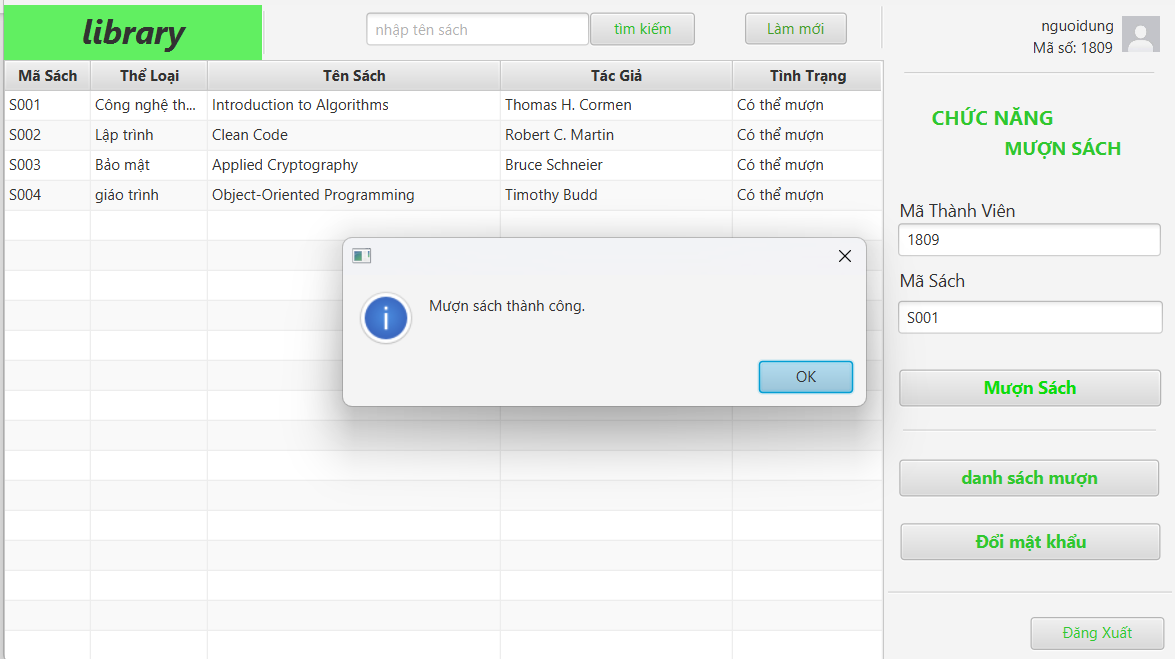 library
nhập tên sách
tìm kiếm
Làm mới
nguoidung
Mã số: 1809
Mã Sách Thể Loại Tên Sách Tác Giả Tình Trạng
S001 Công nghệ th... Introduction to Algorithms Thomas H. Cormen Có thể mượn
S002 Lập trình Clean Code Robert C. Martin Có thể mượn
S003 Bảo mật Applied Cryptography Bruce Schneier Có thể mượn
S004 giáo trình Object-Oriented Programming Timothy Budd Có thể mượn
Mượn sách thành công.
OK
CHỨC NĂNG
MƯỢN SÁCH
Mã Thành Viên
1809
Mã Sách
S001
Mượn Sách
danh sách mượn
Đổi mật khẩu
Đăng Xuất